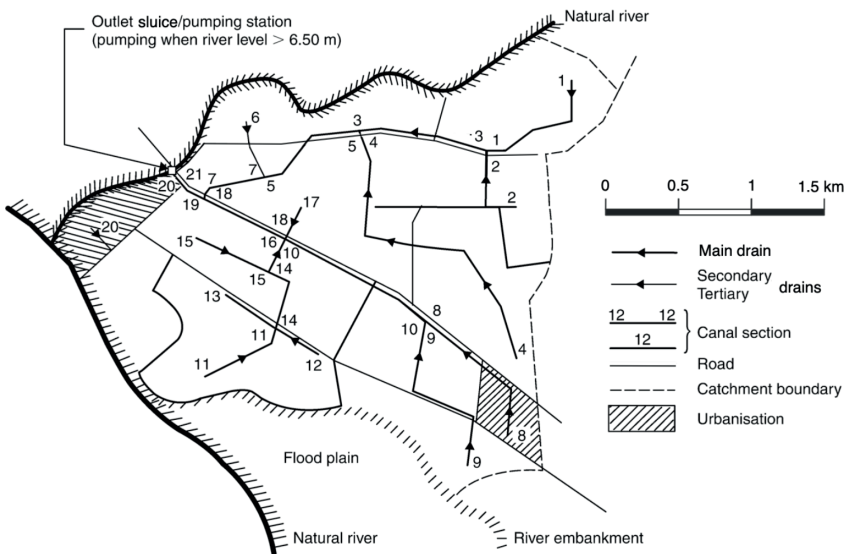 Outlet sluice/pumping station
(pumping when river level > 6.50 m)
Natural river
1
6
3
3 1
5 4
2
7
7
5
21
20
18
19
2
17
18
0 0.5 1 1.5 km
20
15
16
10
14
15
Main drain
Secondary
Tertiary drains
13
14
8
10
9
12 12
12
Canal section
11
4
Road
11
12
Catchment boundary
8
Urbanisation
9
Flood plain
Natural river
River embankment